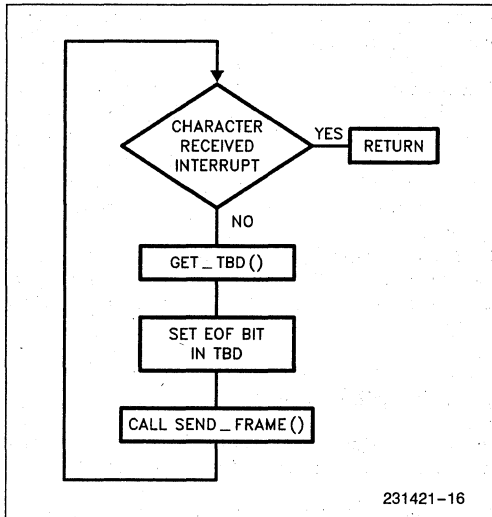 CHARACTER
RECEIVED
INTERRUPT
YES
RETURN
NO
GET_TBD()
SET EOF BIT
IN TBD
CALL SEND_FRAME()
231421-16